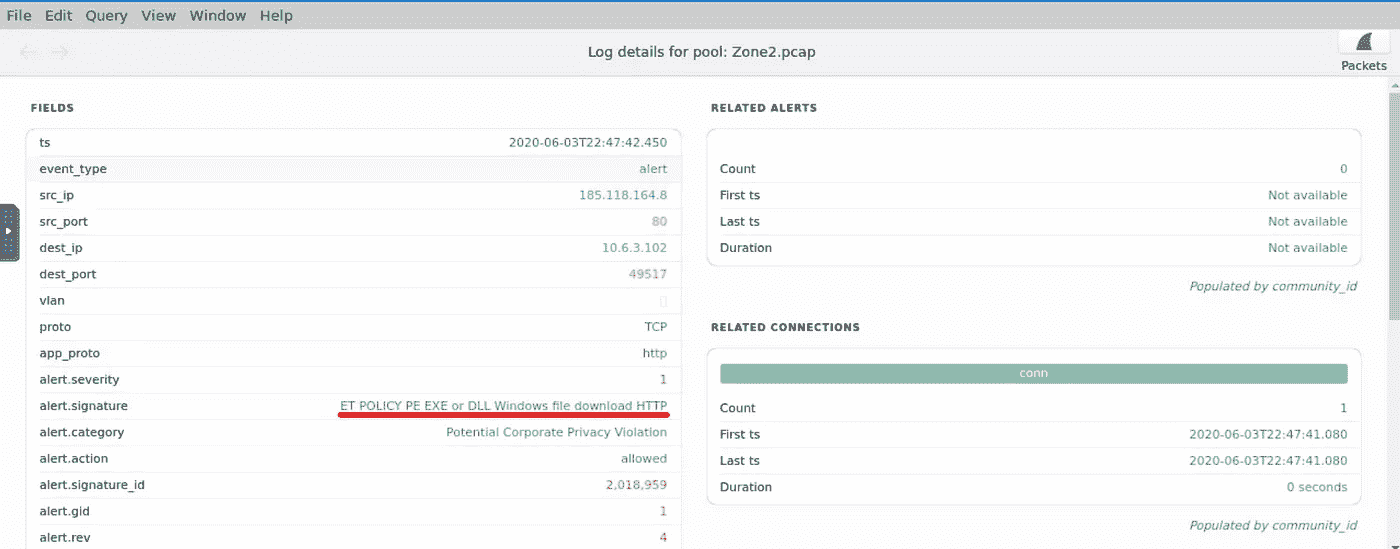 File Edit Query View Window Help
Log details for pool: Zone2.pcap
Packets
FIELDS
ts 2020-06-03T22:47:42.450
event_type alert
src_ip 185.118.164.8
src_port 80
dest_ip 10.6.3.102
dest_port 49517
vlan
proto TCP
app_proto http
alert.severity 1
alert.signature ET POLICY PE EXE or DLL Windows file download HTTP
alert.category Potential Corporate Privacy Violation
alert.action allowed
alert.signature_id 2,018,959
alert.gid 1
alert.rev 4
RELATED ALERTS
Count 0
First ts Not available
Last ts Not available
Duration Not available
Populated by community_id
RELATED CONNECTIONS
conn
Count 1
First ts 2020-06-03T22:47:41.080
Last ts 2020-06-03T22:47:41.080
Duration 0 seconds
Populated by community_id